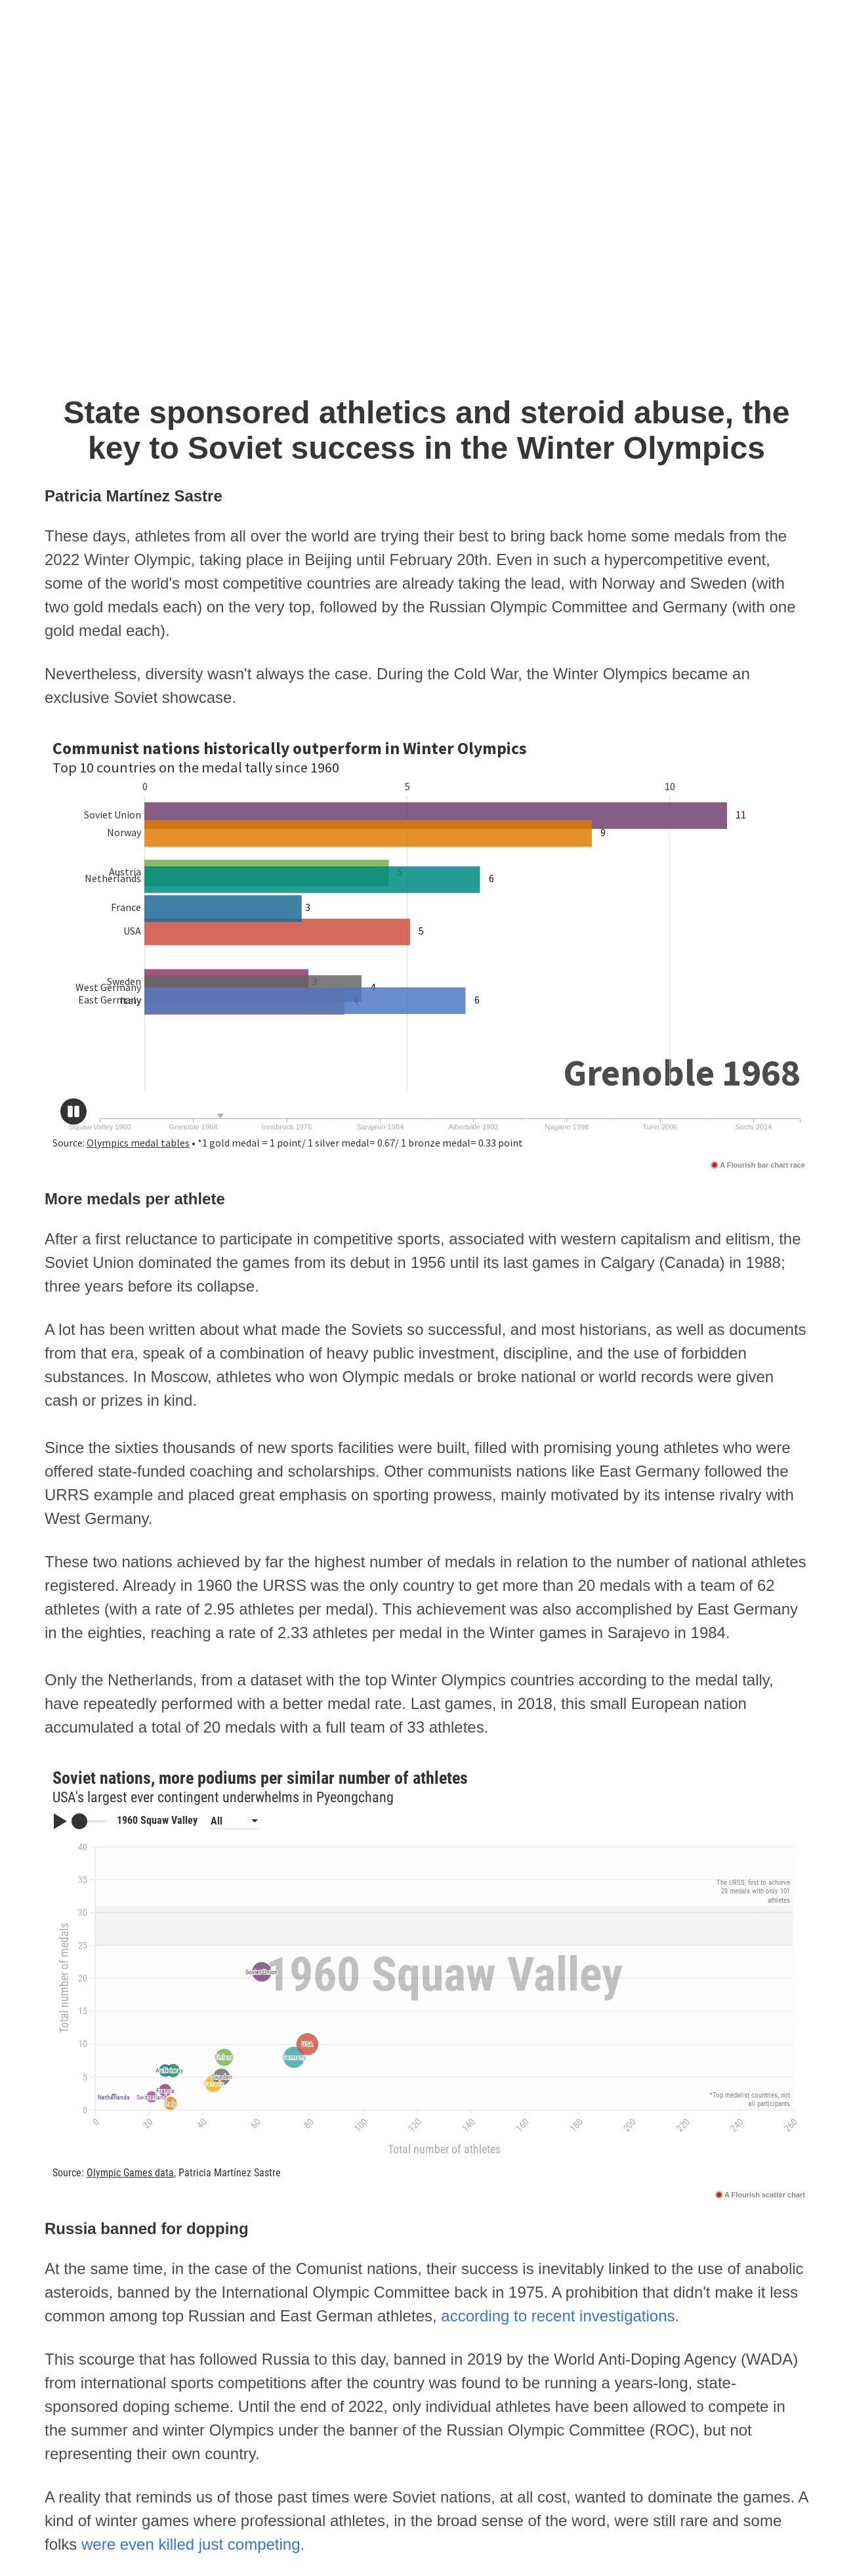 State sponsored athletics and steroid abuse, the
key to Soviet success in the Winter Olympics
Patricia Martínez Sastre
These days, athletes from all over the world are trying their best to bring back home some medals from the
2022 Winter Olympic, taking place in Beijing until February 20th. Even in such a hypercompetitive event,
some of the world's most competitive countries are already taking the lead, with Norway and Sweden (with
two gold medals each) on the very top, followed by the Russian Olympic Committee and Germany (with one
gold medal each).
Nevertheless, diversity wasn't always the case. During the Cold War, the Winter Olympics became an
exclusive Soviet showcase.
Communist nations historically outperform in Winter Olympics
Top 10 countries on the medal tally since 1960
0 5 10
Soviet Union 11
Norway 9
Austria 5
Netherlands 6
France 3
USA 5
Sweden 3
West Germany 4
East Germany 6
Italy 4
Grenoble 1968
Squaw Valley 1960 Grenoble 1968 Innsbruck 1976 Sarajevo 1984 Albertville 1992 Nagano 1998 Turin 2006 Sochi 2014
Source: Olympics medal tables • *1 gold medal = 1 point/ 1 silver medal= 0.67/ 1 bronze medal= 0.33 point
A Flourish bar chart race
More medals per athlete
After a first reluctance to participate in competitive sports, associated with western capitalism and elitism, the
Soviet Union dominated the games from its debut in 1956 until its last games in Calgary (Canada) in 1988;
three years before its collapse.
A lot has been written about what made the Soviets so successful, and most historians, as well as documents
from that era, speak of a combination of heavy public investment, discipline, and the use of forbidden
substances. In Moscow, athletes who won Olympic medals or broke national or world records were given
cash or prizes in kind.
Since the sixties thousands of new sports facilities were built, filled with promising young athletes who were
offered state-funded coaching and scholarships. Other communists nations like East Germany followed the
URRS example and placed great emphasis on sporting prowess, mainly motivated by its intense rivalry with
West Germany.
These two nations achieved by far the highest number of medals in relation to the number of national athletes
registered. Already in 1960 the URSS was the only country to get more than 20 medals with a team of 62
athletes (with a rate of 2.95 athletes per medal). This achievement was also accomplished by East Germany
in the eighties, reaching a rate of 2.33 athletes per medal in the Winter games in Sarajevo in 1984.
Only the Netherlands, from a dataset with the top Winter Olympics countries according to the medal tally,
have repeatedly performed with a better medal rate. Last games, in 2018, this small European nation
accumulated a total of 20 medals with a full team of 33 athletes.
Soviet nations, more podiums per similar number of athletes
USA's largest ever contingent underwhelms in Pyeongchang
1960 Squaw Valley All
40
35
The URSS, first to achieve
29 medals with only 101
athletes
30
25
1960 Squaw Valley
Soviet Union
20
15
10
USA
Germany
Finland
Norway
Sweden
5
France
Netherlands
Switzerland
Italy
*Top medalist countries, not
all participants
0
0 20 40 60 80 100 120 140 160 180 200 220 240 260
Total number of medals
Total number of athletes
Source: Olympic Games data, Patricia Martínez Sastre
A Flourish scatter chart
Russia banned for dopping
At the same time, in the case of the Comunist nations, their success is inevitably linked to the use of anabolic
asteroids, banned by the International Olympic Committee back in 1975. A prohibition that didn't make it less
common among top Russian and East German athletes, according to recent investigations.
This scourge that has followed Russia to this day, banned in 2019 by the World Anti-Doping Agency (WADA)
from international sports competitions after the country was found to be running a years-long, state-
sponsored doping scheme. Until the end of 2022, only individual athletes have been allowed to compete in
the summer and winter Olympics under the banner of the Russian Olympic Committee (ROC), but not
representing their own country.
A reality that reminds us of those past times were Soviet nations, at all cost, wanted to dominate the games. A
kind of winter games where professional athletes, in the broad sense of the word, were still rare and some
folks were even killed just competing.